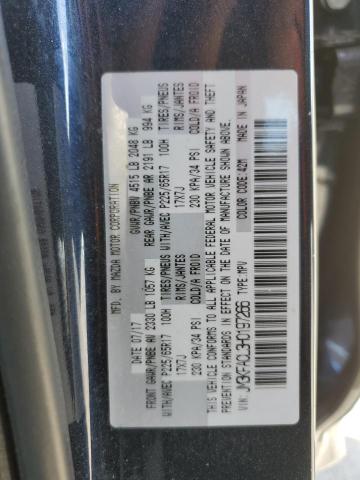 MFD. BY MAZDA MOTOR CORPORATION
DATE 07/17 GVWR/PNBV 4515 LB 2048 KG
FRONT GAWR/PNBE AV 2330 LB 1057 KG REAR GAWR/PNBE AR 2191 LB 994 KG
WITH/AVEC P225/65R17 100H TIRES/PNEUS WITH/AVEC P225/65R17 100H TIRES/PNEUS
17X7J RIMS/JANTES 17X7J RIMS/JANTES
230 KPA/34 PSI COLD/A FROID 230 KPA/34 PSI COLD/A FROID
THIS VEHICLE CONFORMS TO ALL APPLICABLE FEDERAL MOTOR VEHICLE SAFETY AND THEFT
PREVENTION STANDARDS IN EFFECT ON THE DATE OF MANUFACTURE SHOWN ABOVE.
TYPE: MPV COLOR CODE: 42M MADE IN JAPAN